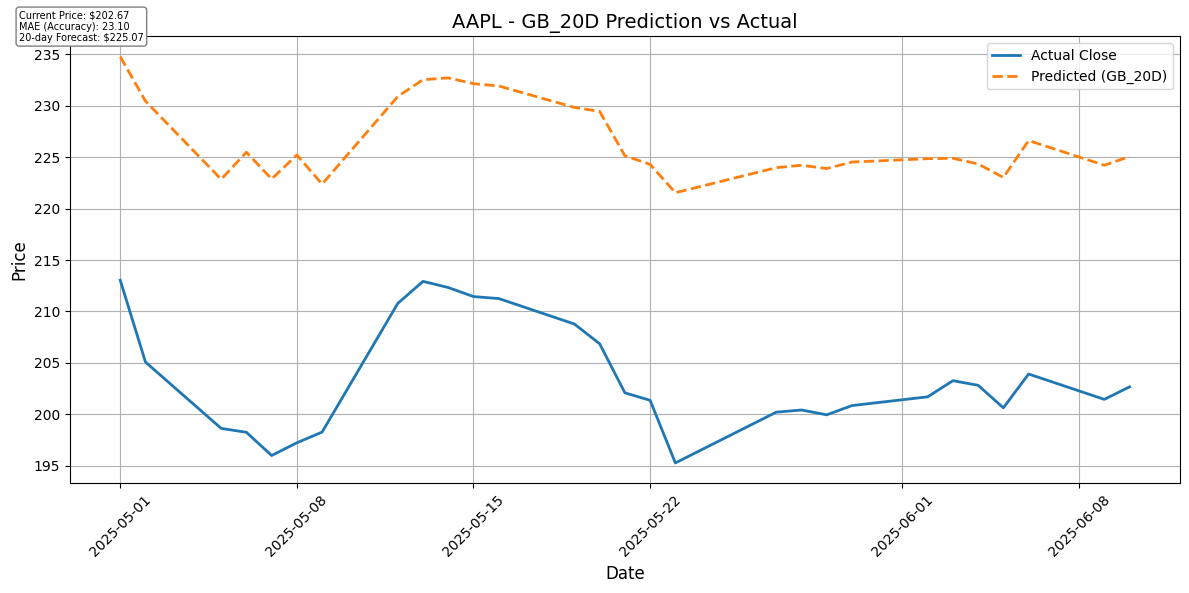 Current Price: $202.67
MAE (Accuracy): 23.10
20-day Forecast: $225.07
AAPL - GB_20D Prediction vs Actual
Actual Close
Predicted (GB_20D)
235
230
225
220
215
210
205
200
195
Price
2025-05-01
2025-05-08
2025-05-15
2025-05-22
2025-06-01
2025-06-08
Date